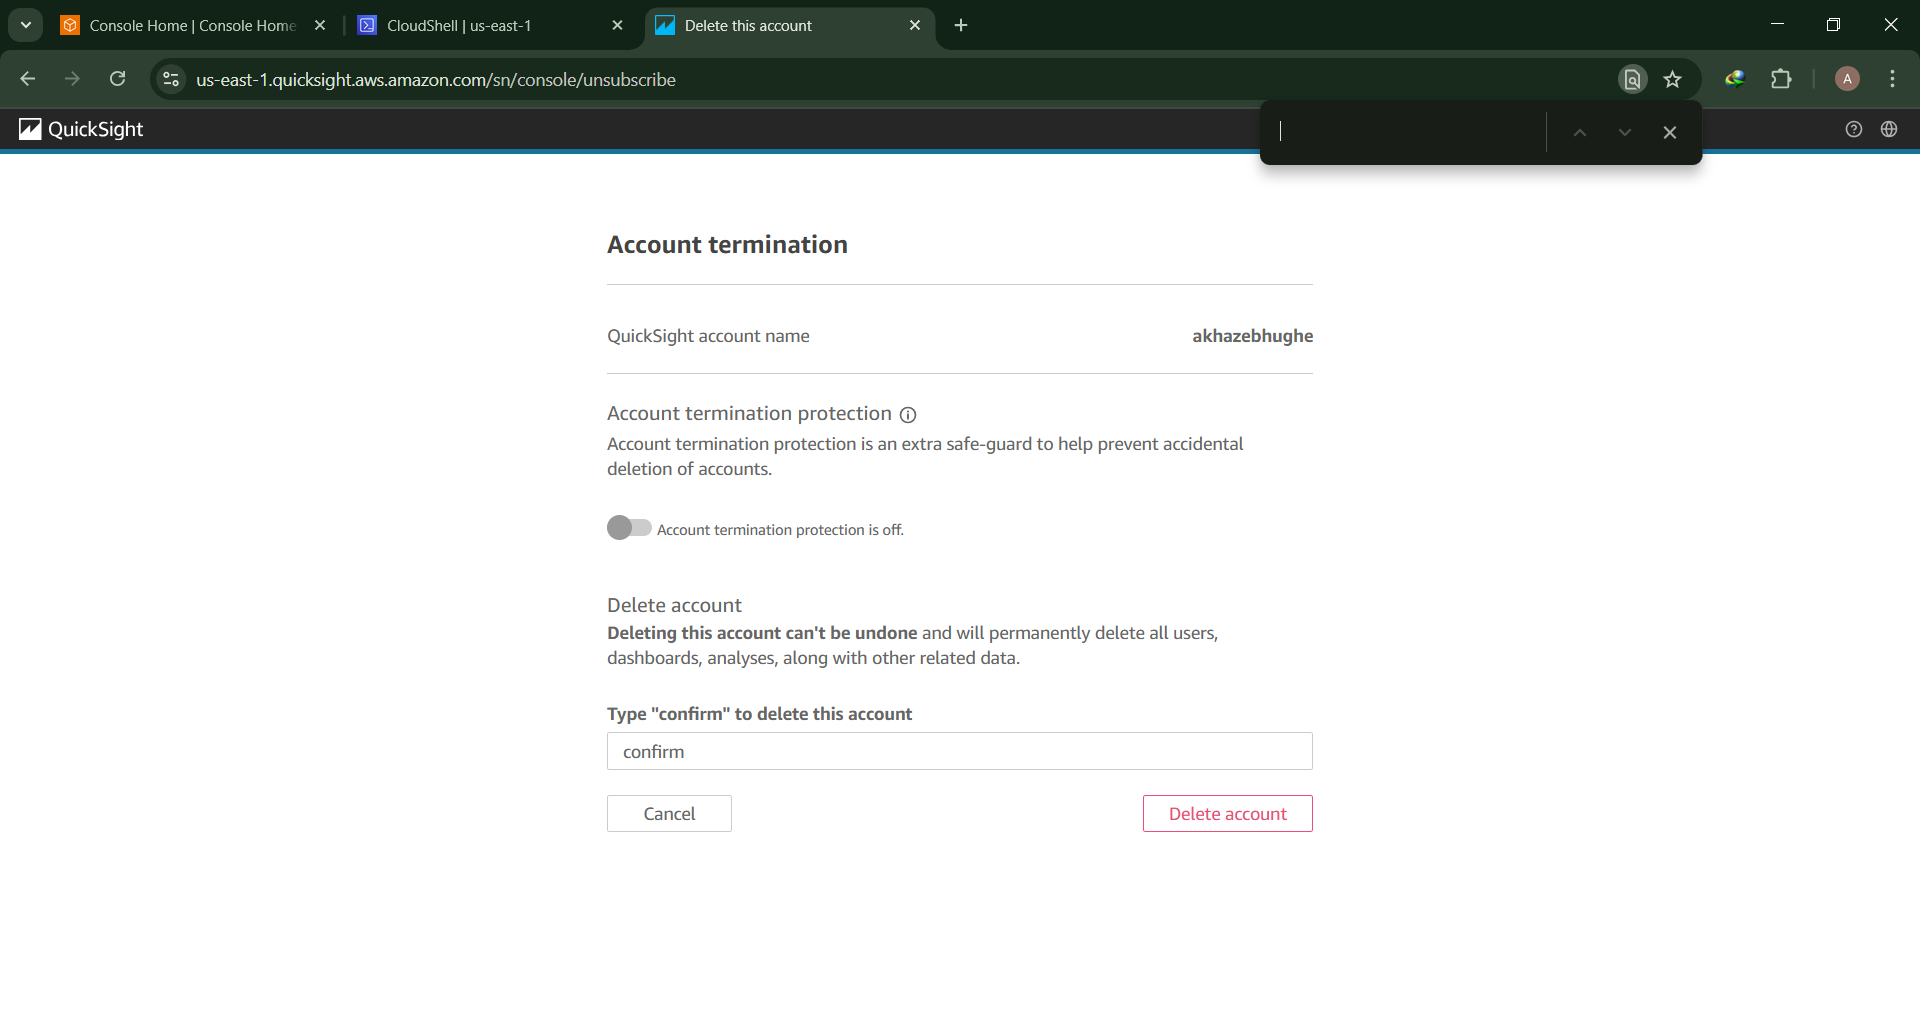 Console Home | Console Home
CloudShell | us-east-1
Delete this account
us-east-1.quicksight.aws.amazon.com/sn/console/unsubscribe
A
QuickSight
Account termination
QuickSight account name
akhazebhughe
Account termination protection
Account termination protection is an extra safe-guard to help prevent accidental
deletion of accounts.
Account termination protection is off.
Delete account
Deleting this account can't be undone and will permanently delete all users,
dashboards, analyses, along with other related data.
Type "confirm" to delete this account
confirm
Cancel
Delete account